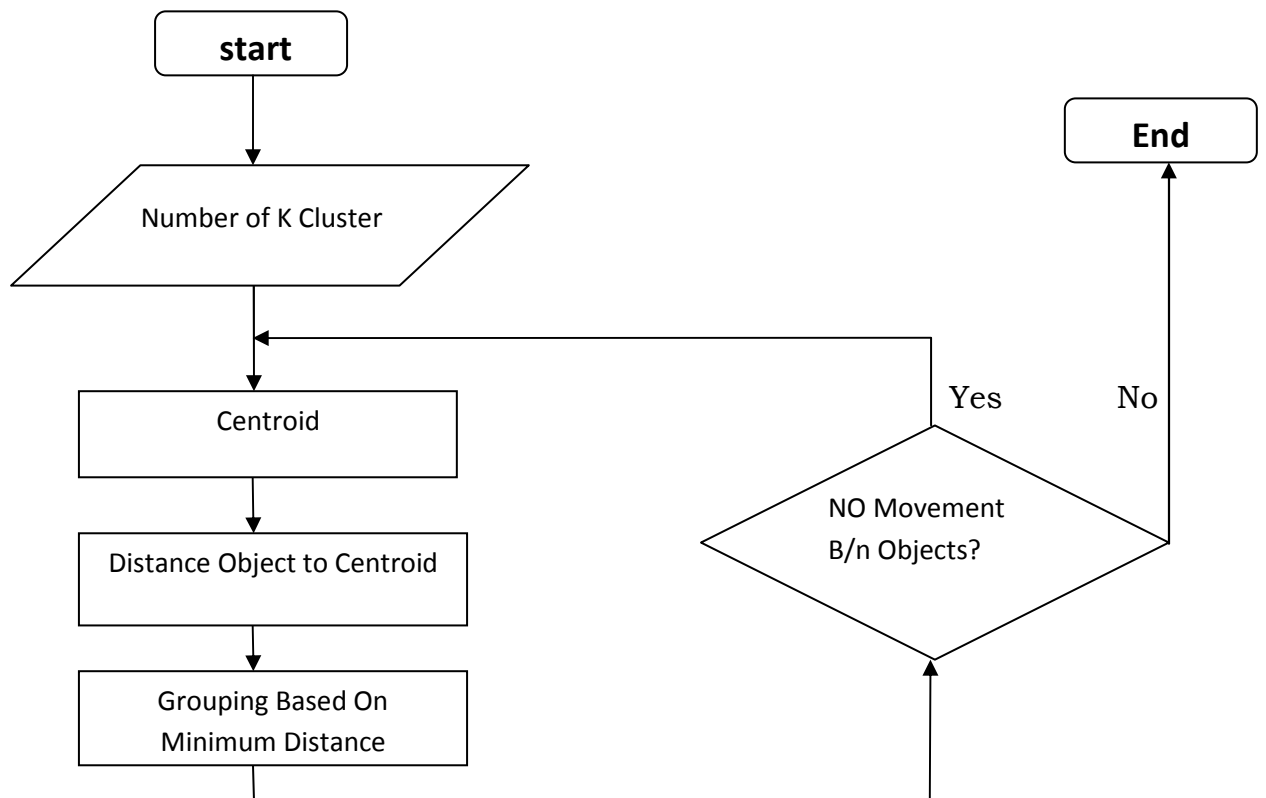 start
End
Number of K Cluster
Yes
No
Centroid
NO Movement
B/n Objects?
Distance Object to Centroid
Grouping Based On
Minimum Distance